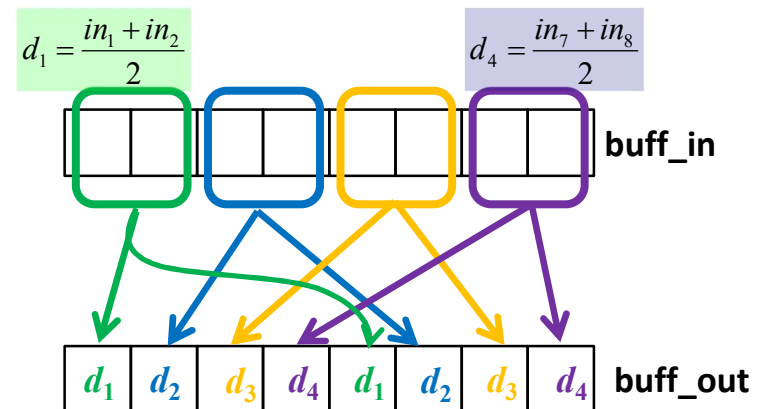 d₁ = (in₁ + in₂) / 2
d₄ = (in₇ + in₈) / 2
buff_in
d₁ d₂ d₃ d₄ d₁ d₂ d₃ d₄ buff_out